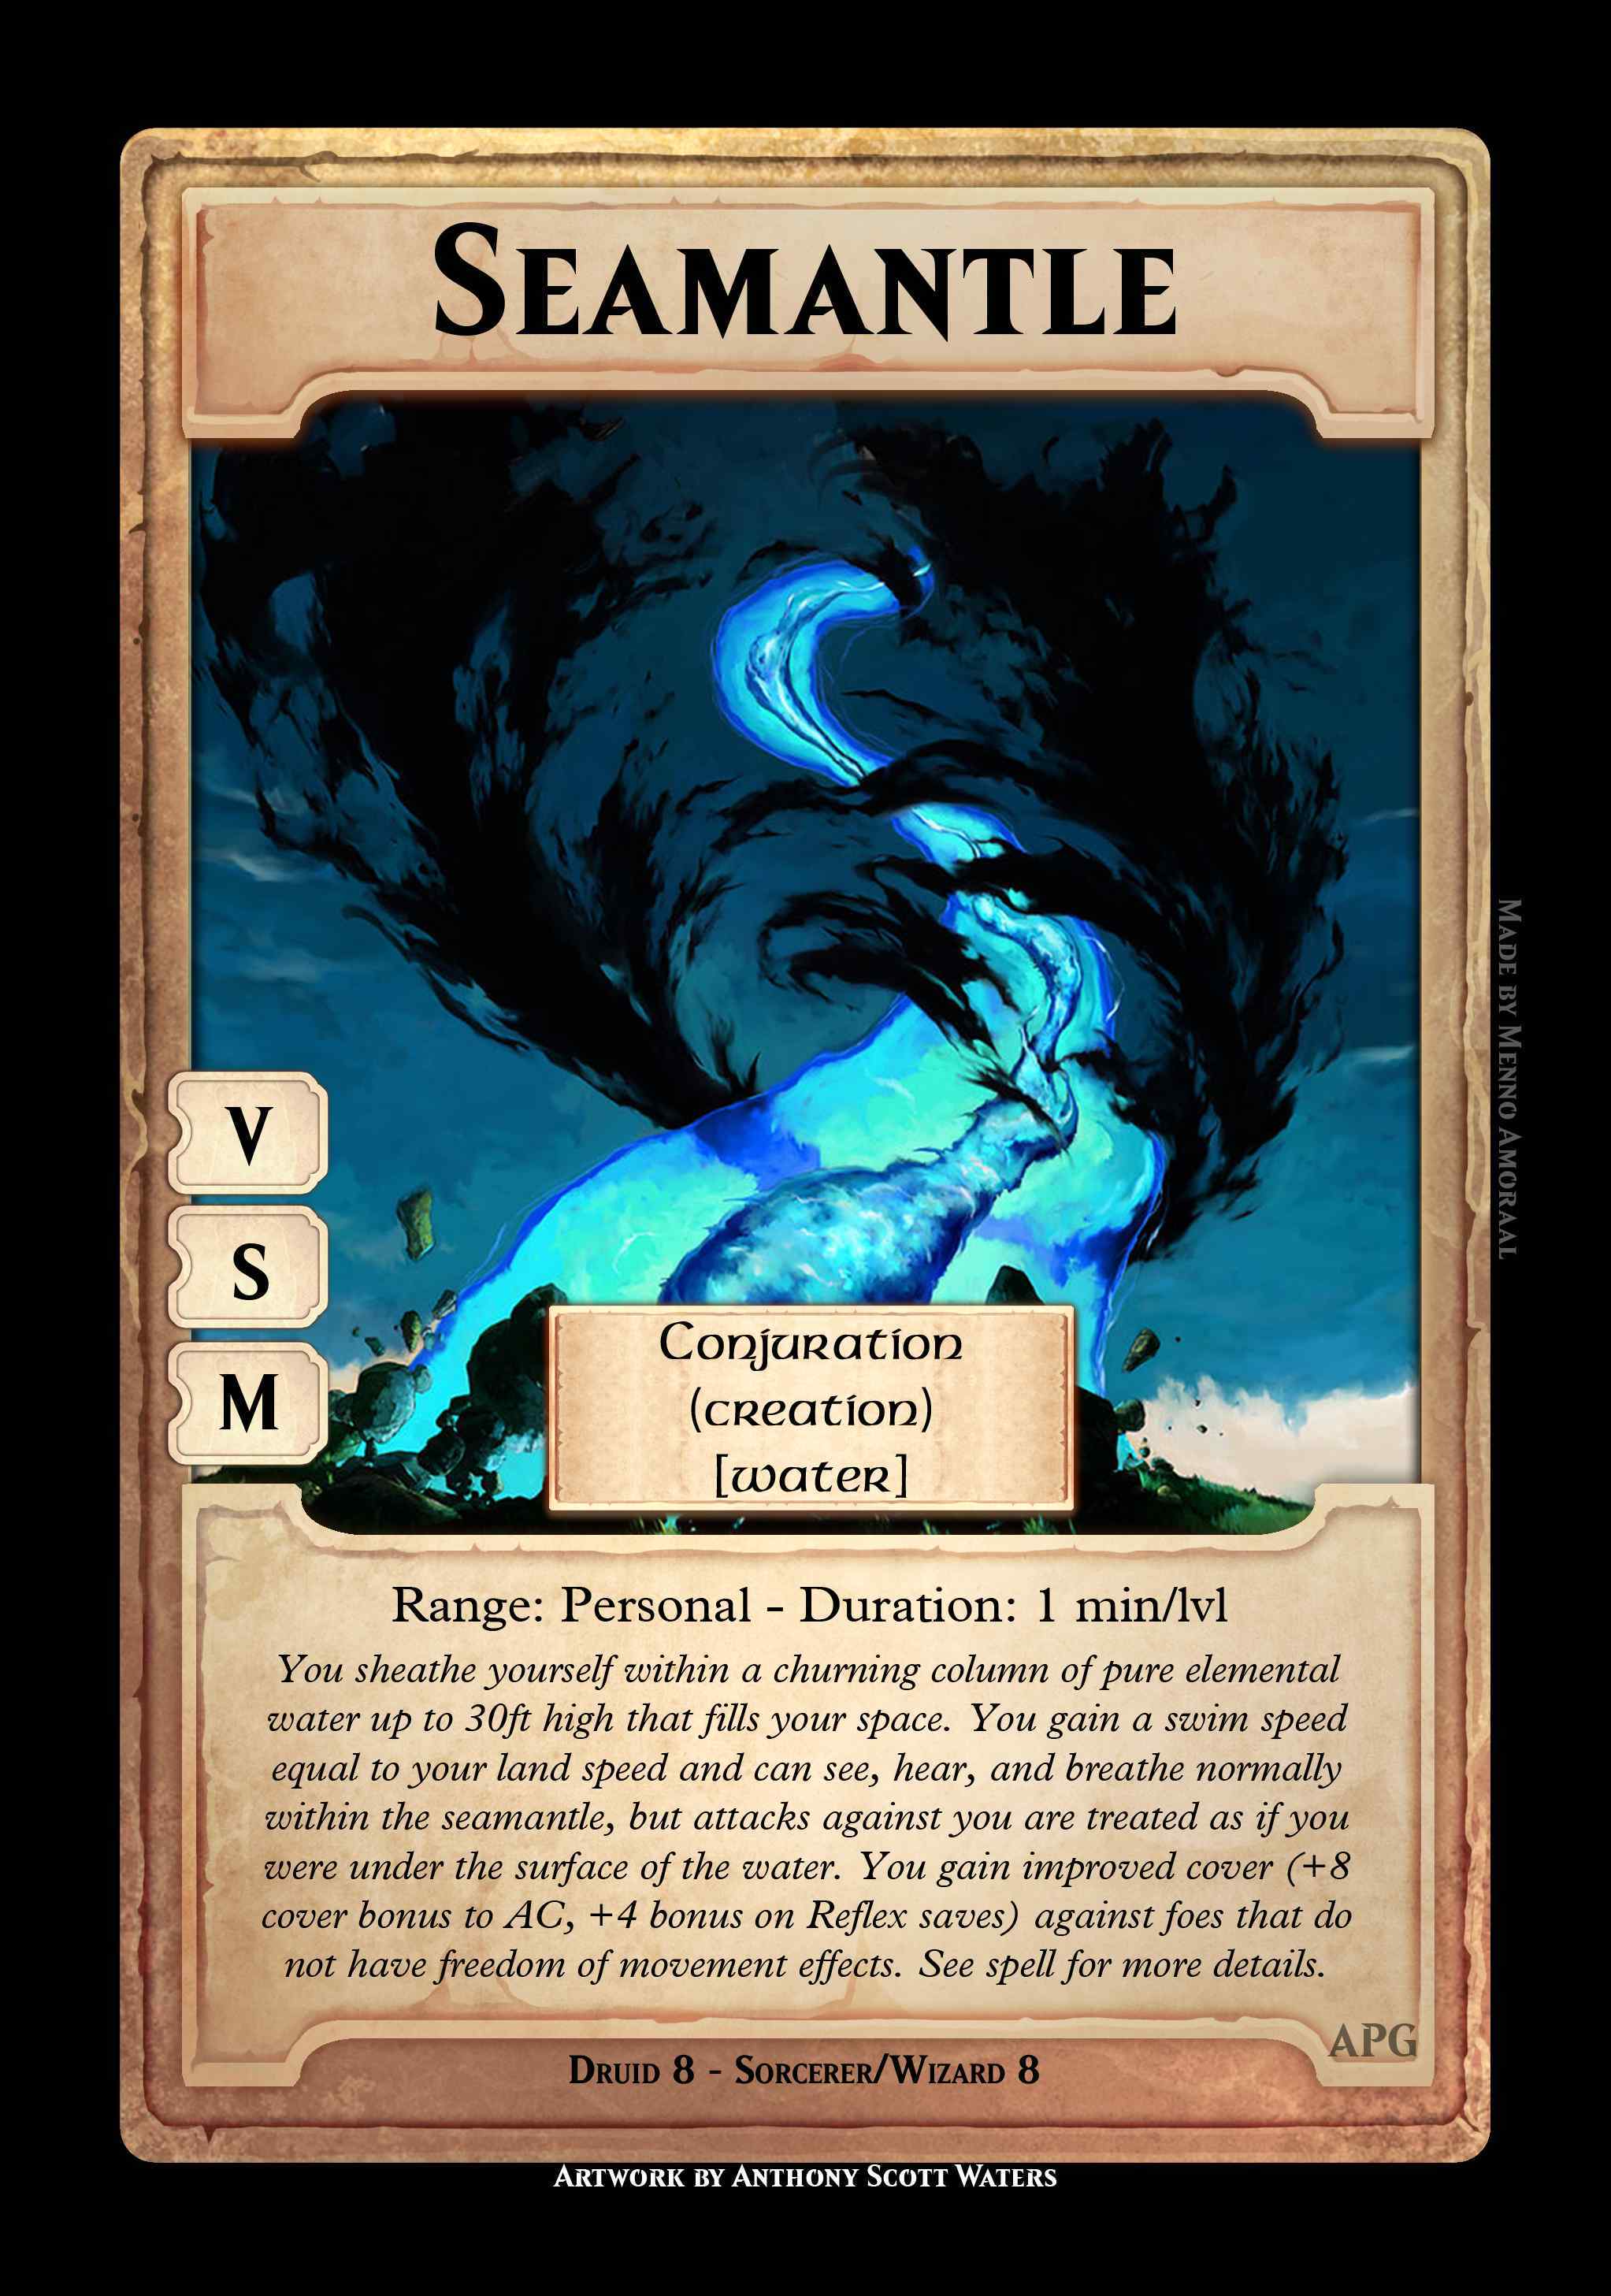 Seamantle
V
S
M
Conjuration
(creation)
[water]
Range: Personal - Duration: 1 min/lvl
You sheathe yourself within a churning column of pure elemental
water up to 30ft high that fills your space. You gain a swim speed
equal to your land speed and can see, hear, and breathe normally
within the seamantle, but attacks against you are treated as if you
were under the surface of the water. You gain improved cover (+8
cover bonus to AC, +4 bonus on Reflex saves) against foes that do
not have freedom of movement effects. See spell for more details.
APG
Druid 8 - Sorcerer/Wizard 8
Artwork by Anthony Scott Waters
Made by Menno Amoraal